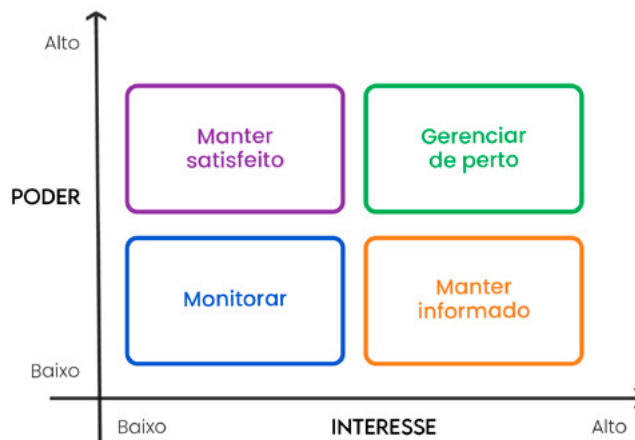 Alto
Manter
satisfeito
Gerenciar
de perto
PODER
Monitorar
Manter
informado
Baixo
Baixo
INTERESSE
Alto